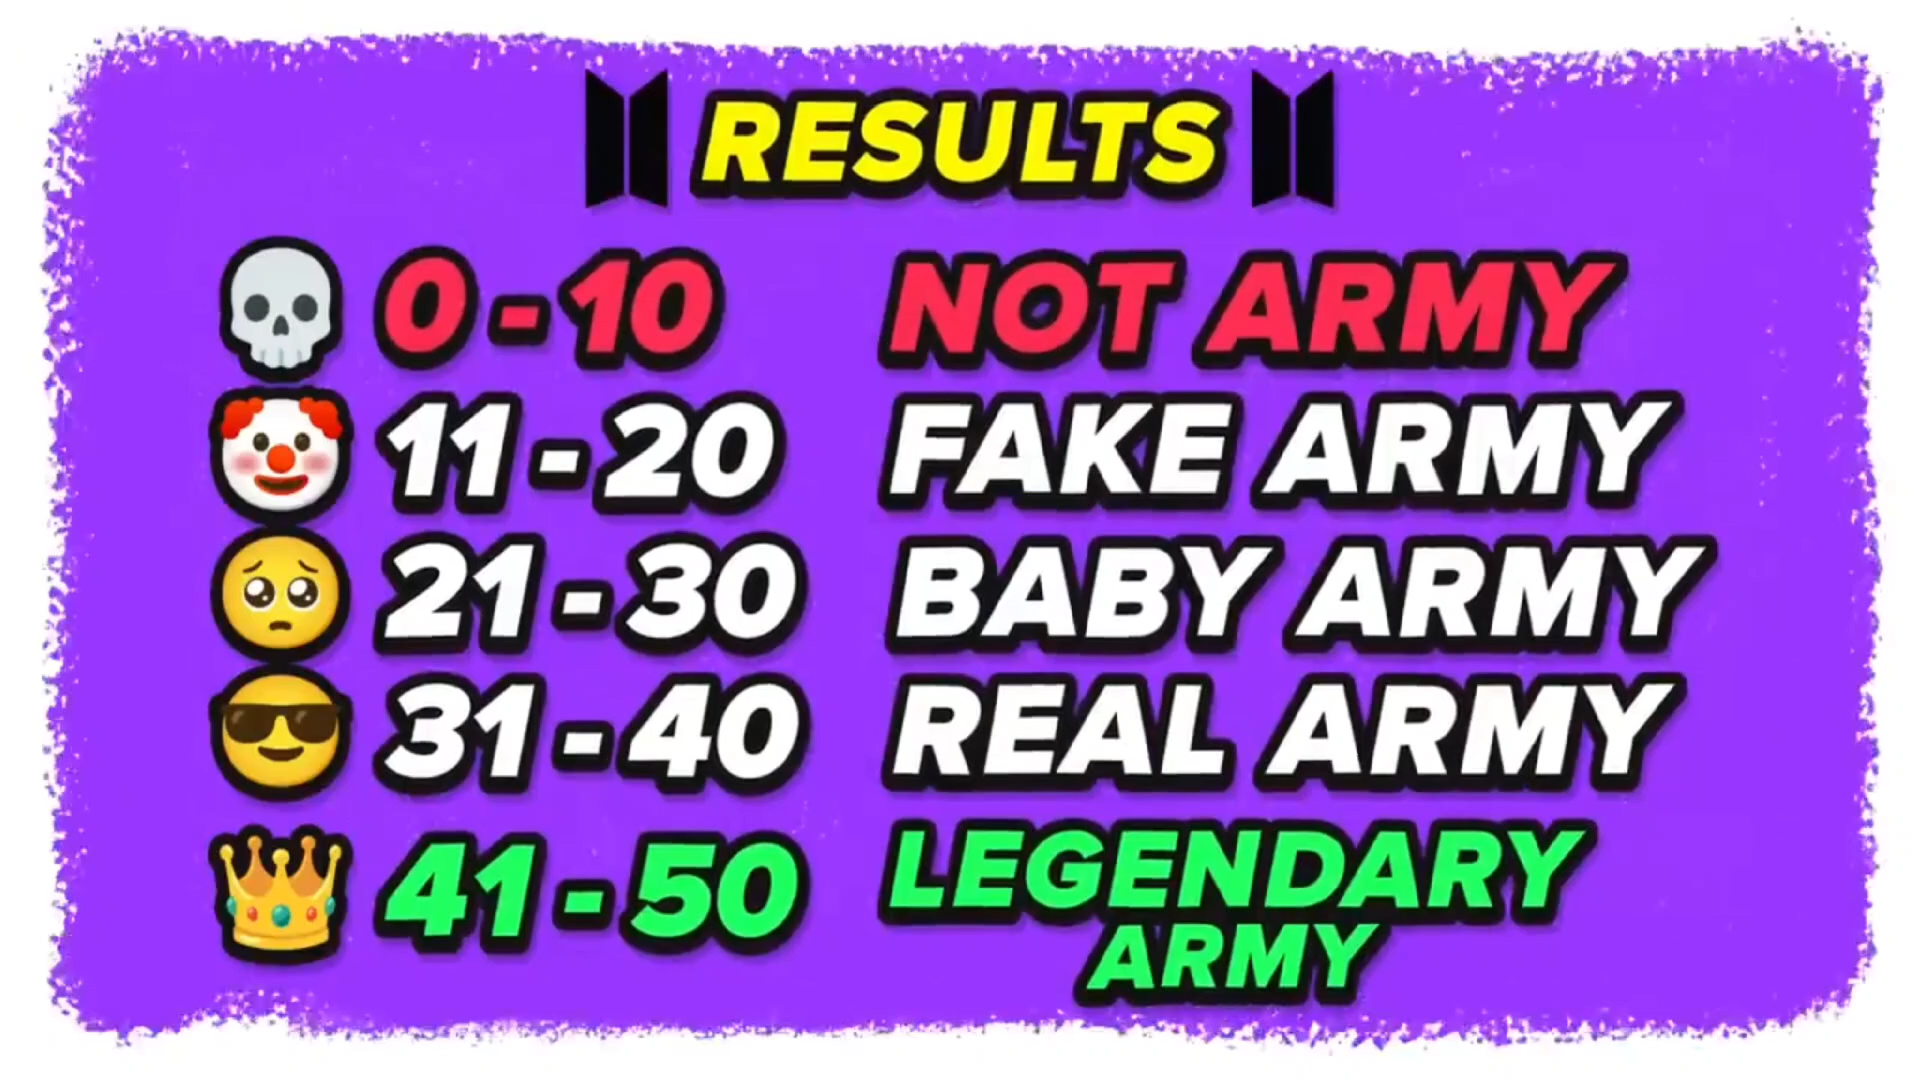 RESULTS
0 - 10 NOT ARMY
11 - 20 FAKE ARMY
21 - 30 BABY ARMY
31 - 40 REAL ARMY
41 - 50 LEGENDARY
ARMY